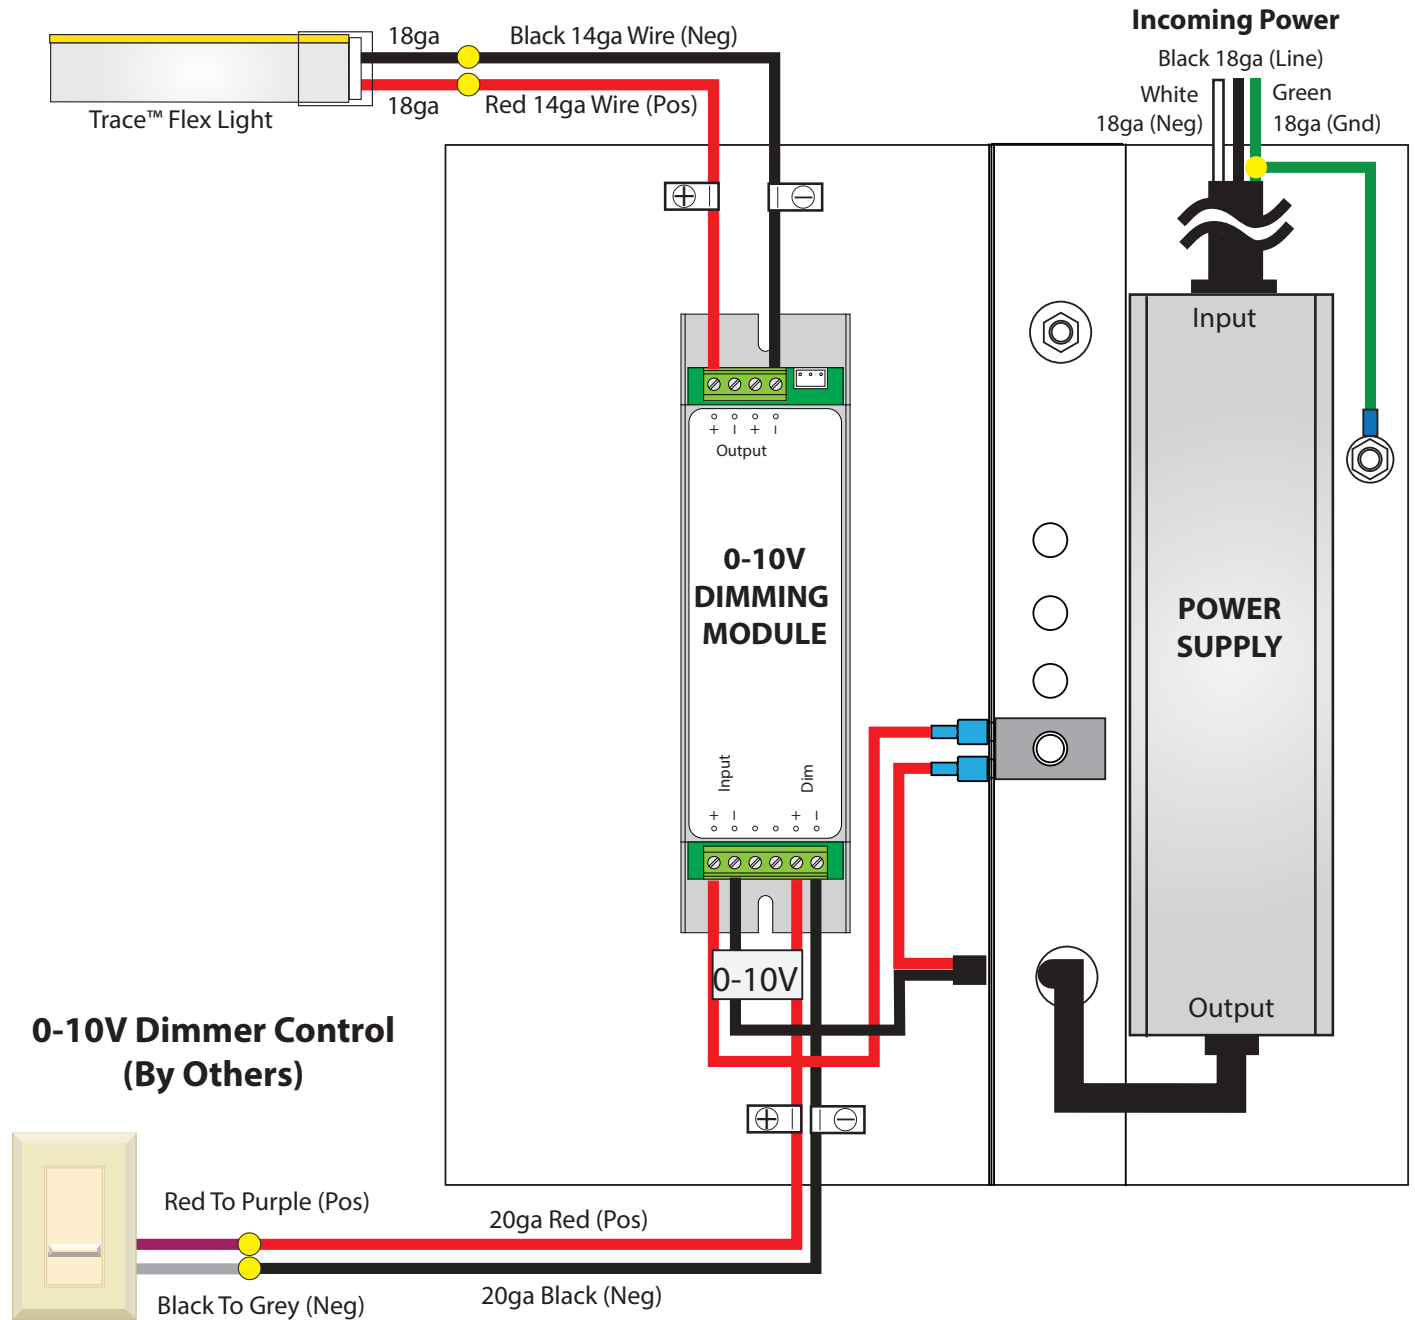 Incoming Power
Black 18ga (Line)
White
18ga (Neg)
Green
18ga (Gnd)
18ga
Black 14ga Wire (Neg)
18ga
Red 14ga Wire (Pos)
Trace™ Flex Light
+ −
Input
+ − + −
Output
0-10V
DIMMING
MODULE
POWER
SUPPLY
Input
Dim
+ − + −
0-10V
Output
0-10V Dimmer Control
(By Others)
+ −
Red To Purple (Pos)
20ga Red (Pos)
Black To Grey (Neg)
20ga Black (Neg)